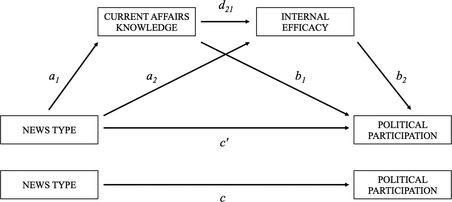 d21
CURRENT AFFAIRS
KNOWLEDGE
INTERNAL
EFFICACY
a1
a2
b1
b2
NEWS TYPE
c'
POLITICAL
PARTICIPATION
NEWS TYPE
c
POLITICAL
PARTICIPATION